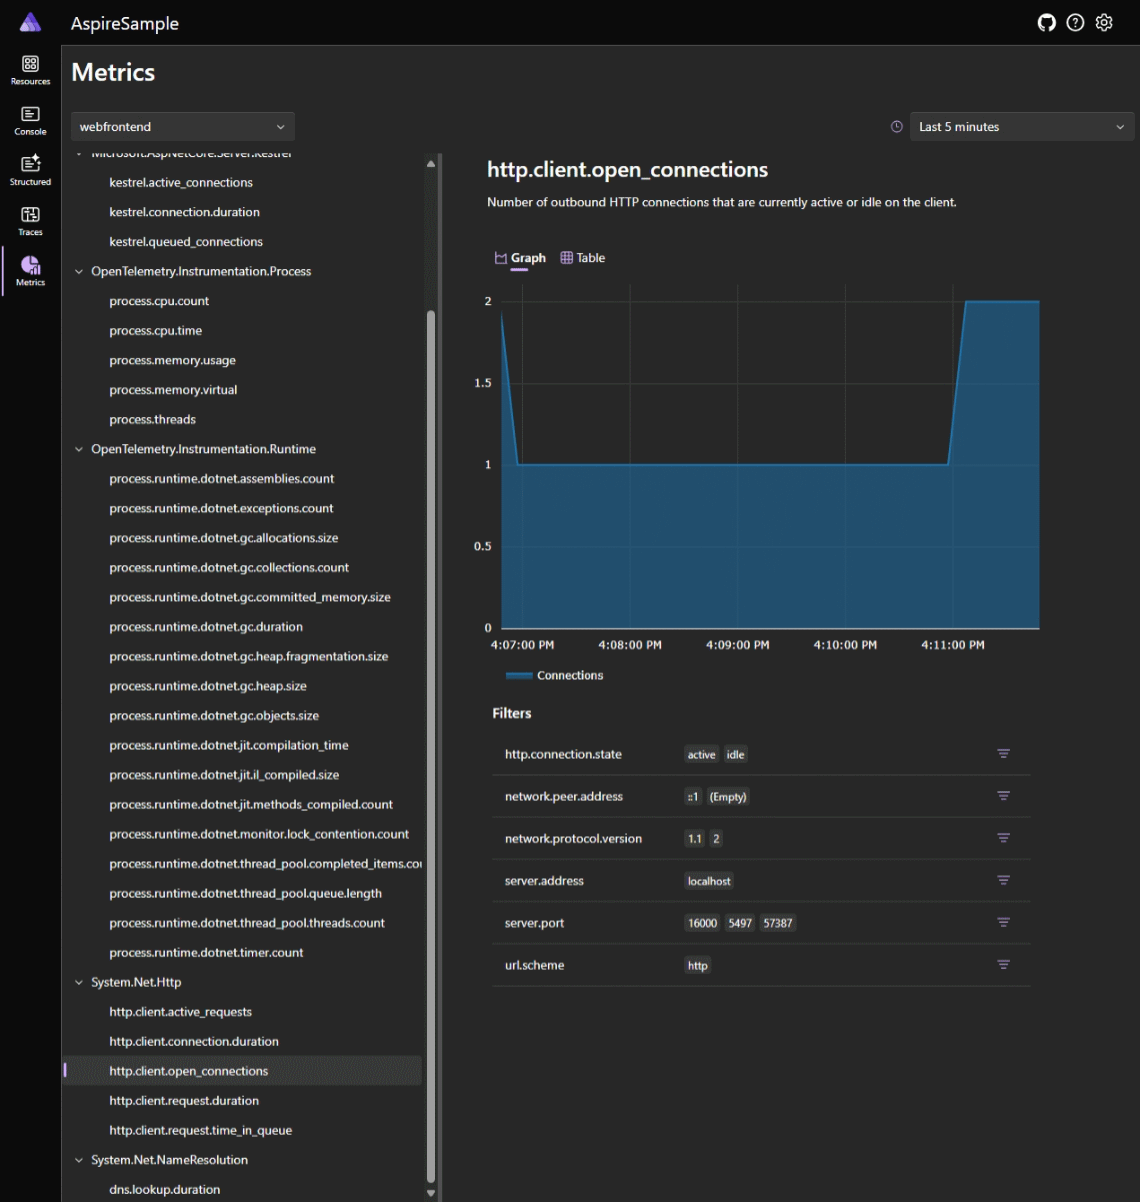 AspireSample
Resources
Console
Structured
Traces
Metrics
Metrics
webfrontend
Last 5 minutes
Microsoft.AspNetCore.Server.Kestrel
kestrel.active_connections
kestrel.connection.duration
kestrel.queued_connections
OpenTelemetry.Instrumentation.Process
process.cpu.count
process.cpu.time
process.memory.usage
process.memory.virtual
process.threads
OpenTelemetry.Instrumentation.Runtime
process.runtime.dotnet.assemblies.count
process.runtime.dotnet.exceptions.count
process.runtime.dotnet.gc.allocations.size
process.runtime.dotnet.gc.collections.count
process.runtime.dotnet.gc.committed_memory.size
process.runtime.dotnet.gc.duration
process.runtime.dotnet.gc.heap.fragmentation.size
process.runtime.dotnet.gc.heap.size
process.runtime.dotnet.gc.objects.size
process.runtime.dotnet.jit.compilation_time
process.runtime.dotnet.jit.il_compiled.size
process.runtime.dotnet.jit.methods_compiled.count
process.runtime.dotnet.monitor.lock_contention.count
process.runtime.dotnet.thread_pool.completed_items.cou
process.runtime.dotnet.thread_pool.queue.length
process.runtime.dotnet.thread_pool.threads.count
process.runtime.dotnet.timer.count
System.Net.Http
http.client.active_requests
http.client.connection.duration
http.client.open_connections
http.client.request.duration
http.client.request.time_in_queue
System.Net.NameResolution
dns.lookup.duration
http.client.open_connections
Number of outbound HTTP connections that are currently active or idle on the client.
Graph Table
2
1.5
1
0.5
0
4:07:00 PM 4:08:00 PM 4:09:00 PM 4:10:00 PM 4:11:00 PM
Connections
Filters
http.connection.state active idle
network.peer.address ::1 (Empty)
network.protocol.version 1.1 2
server.address localhost
server.port 16000 5497 57387
url.scheme http